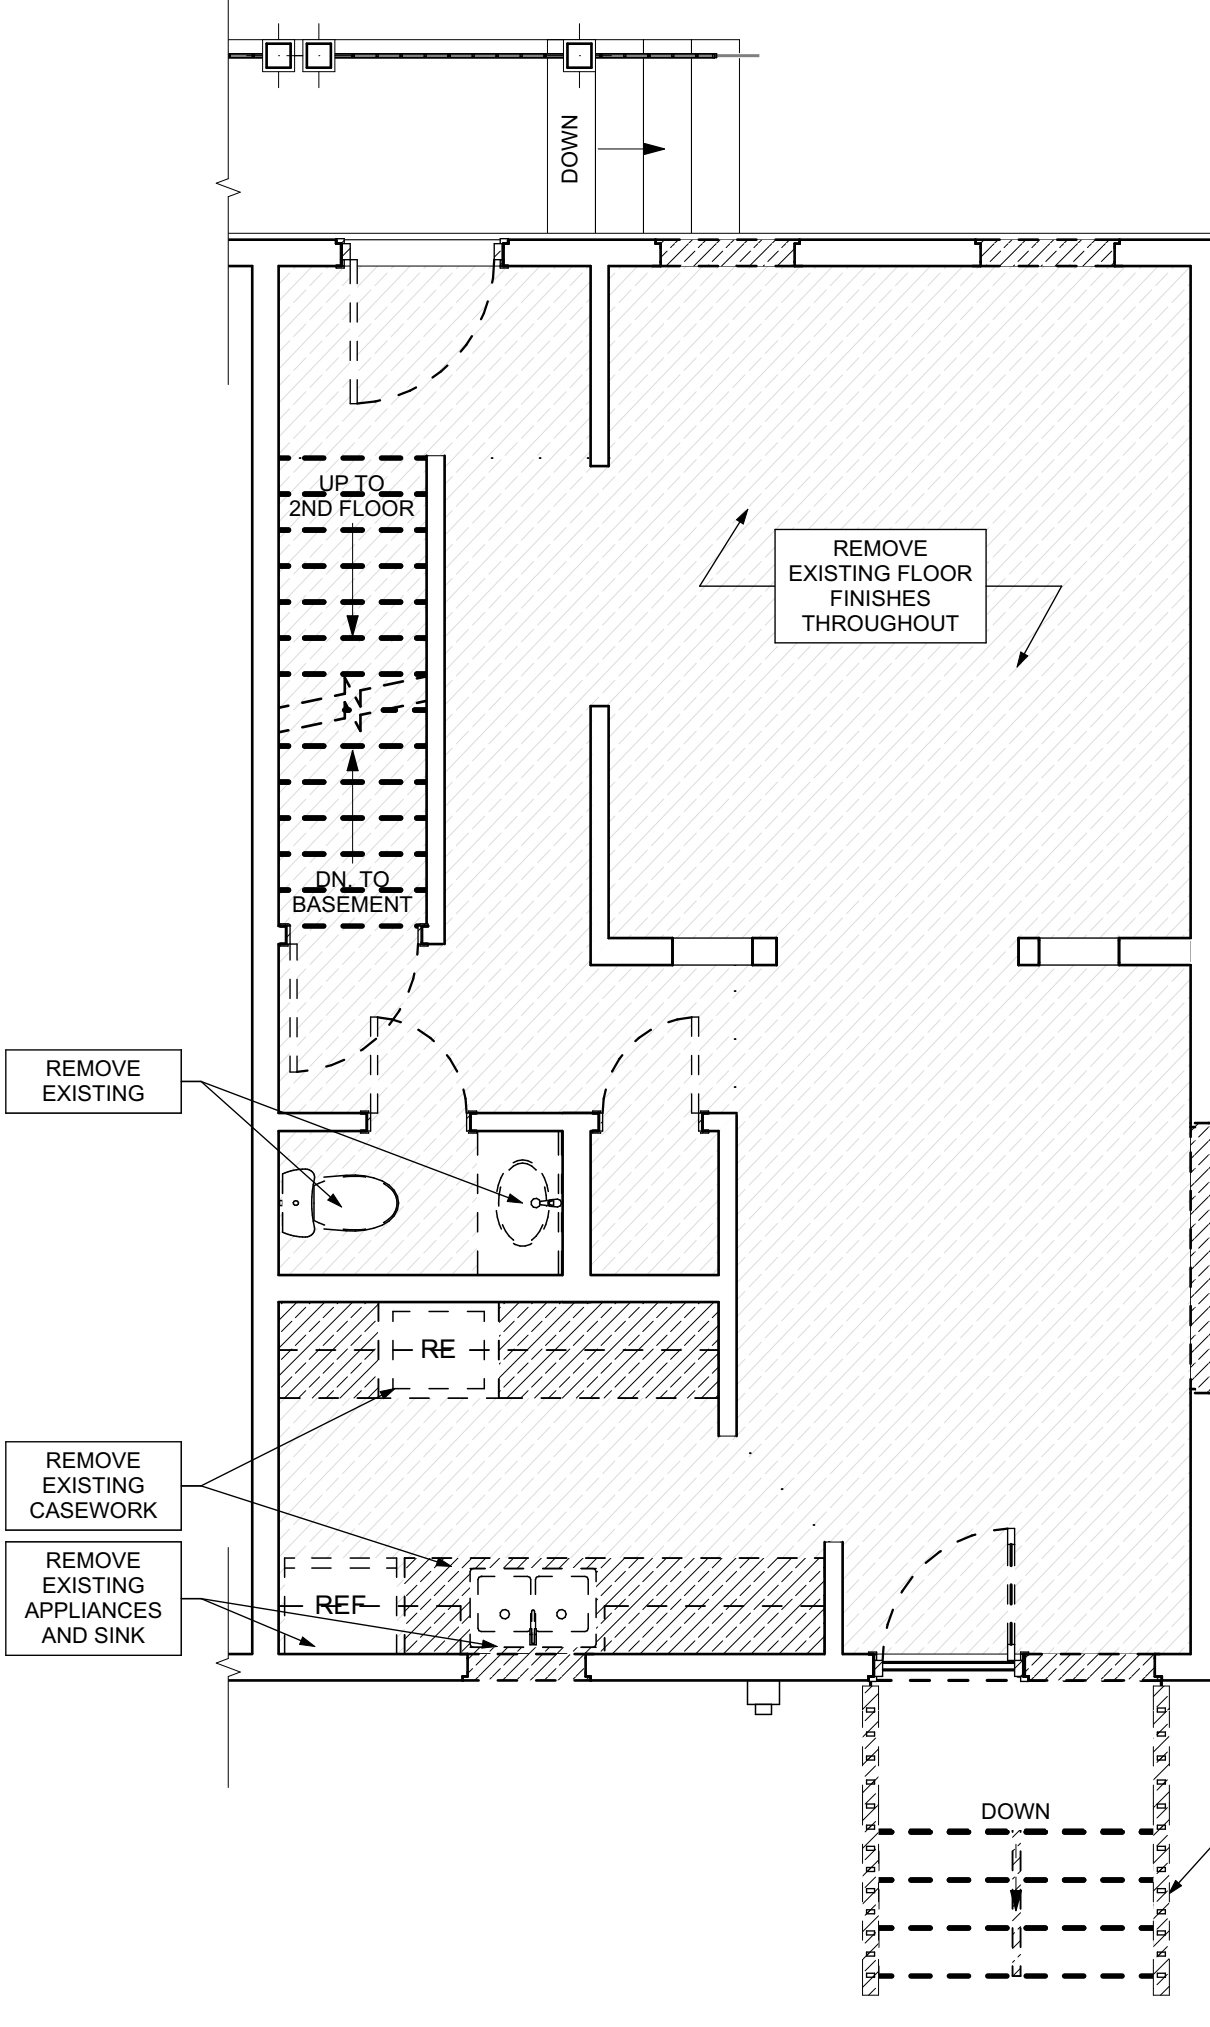 DOWN
UP TO
2ND FLOOR
REMOVE
EXISTING FLOOR
FINISHES
THROUGHOUT
DN. TO
BASEMENT
REMOVE
EXISTING
RE
REMOVE
EXISTING
CASEWORK
REMOVE
EXISTING
APPLIANCES
AND SINK
REF
DOWN